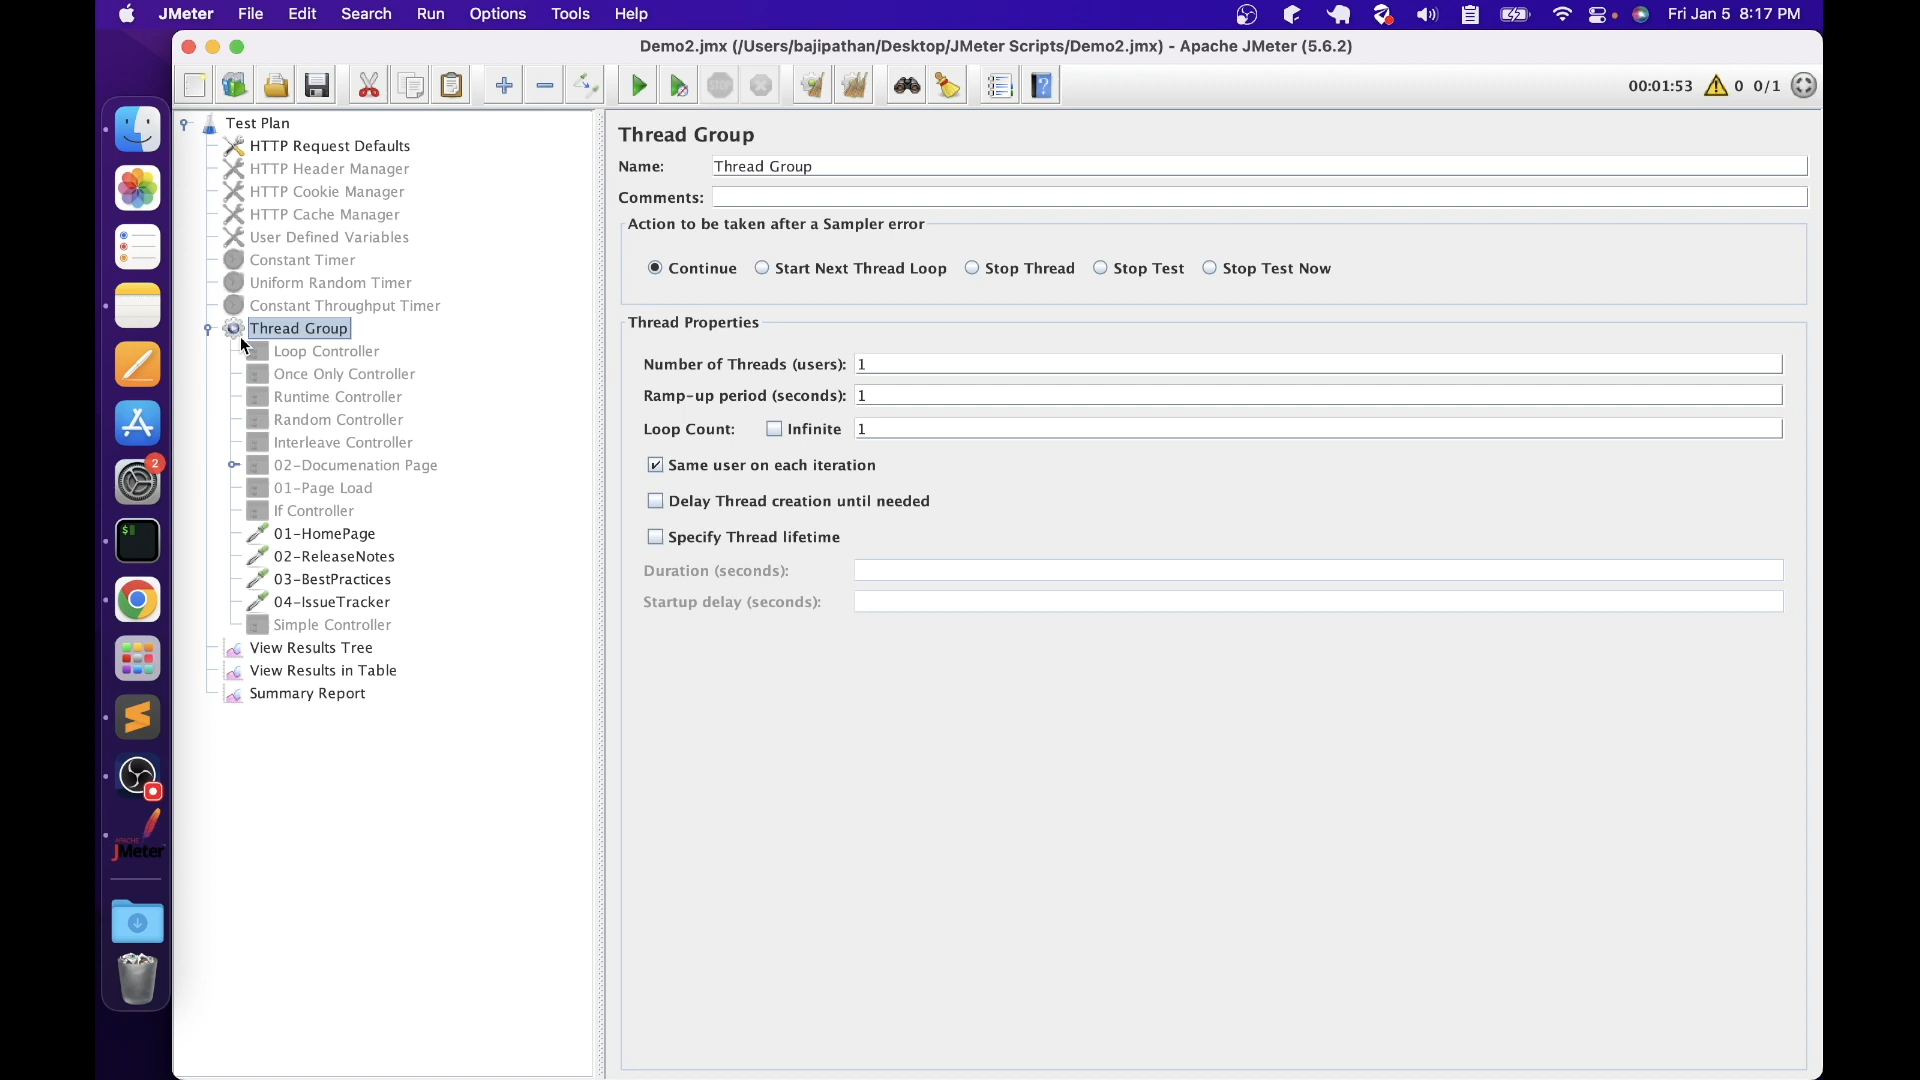 JMeter File Edit Search Run Options Tools Help Fri Jan 5 8:17 PM
Demo2.jmx (/Users/bajipathan/Desktop/JMeter Scripts/Demo2.jmx) - Apache JMeter (5.6.2)
STOP 00:01:53 0 0/1
Test Plan
HTTP Request Defaults
HTTP Header Manager
HTTP Cookie Manager
HTTP Cache Manager
User Defined Variables
Constant Timer
Uniform Random Timer
Constant Throughput Timer
Thread Group
Loop Controller
Once Only Controller
Runtime Controller
Random Controller
Interleave Controller
02-Documenation Page
01-Page Load
If Controller
01-HomePage
02-ReleaseNotes
03-BestPractices
04-IssueTracker
Simple Controller
View Results Tree
View Results in Table
Summary Report
Thread Group
Name: Thread Group
Comments:
Action to be taken after a Sampler error
Continue Start Next Thread Loop Stop Thread Stop Test Stop Test Now
Thread Properties
Number of Threads (users): 1
Ramp-up period (seconds): 1
Loop Count: Infinite 1
Same user on each iteration
Delay Thread creation until needed
Specify Thread lifetime
Duration (seconds):
Startup delay (seconds):
2
$
APACHE
JMeter